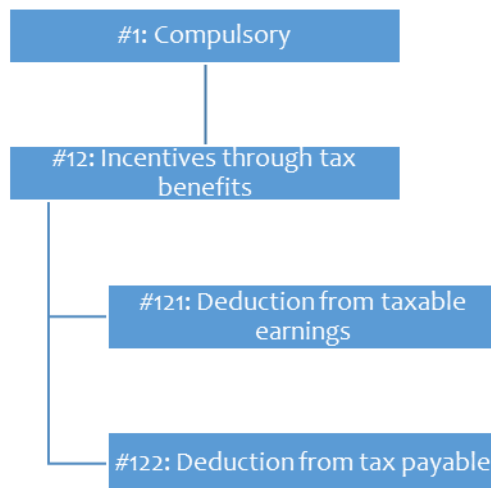 #1: Compulsory
#12: Incentives through tax
benefits
#121: Deduction from taxable
earnings
#122: Deduction from tax payable